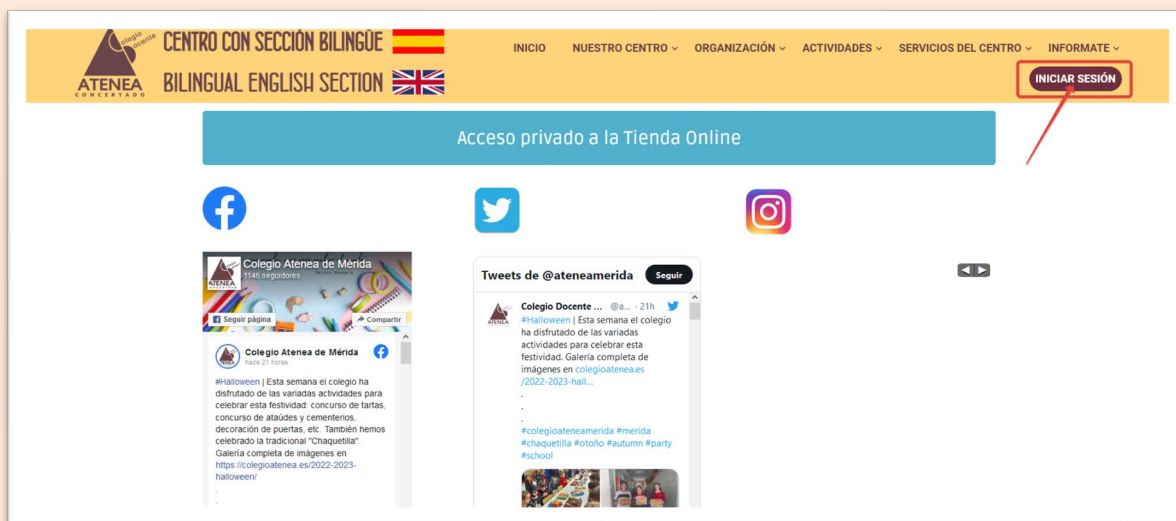 Colegio Docente
ATENEA
CONCERTADO
CENTRO CON SECCIÓN BILINGÜE
BILINGUAL ENGLISH SECTION
INICIO NUESTRO CENTRO ORGANIZACIÓN ACTIVIDADES SERVICIOS DEL CENTRO INFORMATE
INICIAR SESIÓN
Acceso privado a la Tienda Online
Colegio Atenea de Mérida
1146 seguidores
ATENEA
Seguir página
Compartir
Colegio Atenea de Mérida
hace 21 horas
#Halloween | Esta semana el colegio ha
disfrutado de las variadas actividades para
celebrar esta festividad: concurso de tartas,
concurso de ataúdes y cementerios,
decoración de puertas, etc. También hemos
celebrado la tradicional "Chaquetilla".
Galería completa de imágenes en
https://colegioatenea.es/2022-2023-
halloween/
.
.
Tweets de @ateneamerida
Seguir
Colegio Docente ... @a... · 21h
#Halloween | Esta semana el colegio
ha disfrutado de las variadas
actividades para celebrar esta
festividad. Galería completa de
imágenes en colegioatenea.es
/2022-2023-hall...
.
.
.
#colegioateneamerida #merida
#chaquetilla #otoño #autumn #party
#school